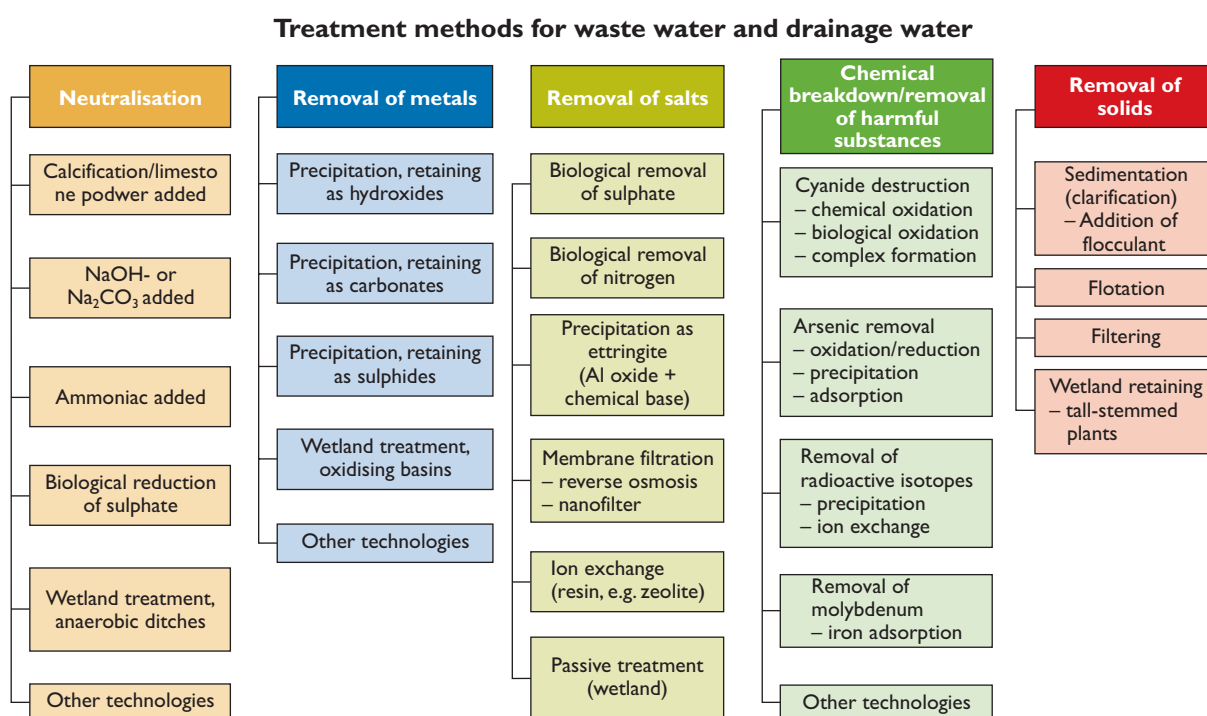 Treatment methods for waste water and drainage water
Neutralisation
Calcification/limesto
ne podwer added
NaOH- or
Na₂CO₃ added
Ammoniac added
Biological reduction
of sulphate
Wetland treatment,
anaerobic ditches
Other technologies
Removal of metals
Precipitation, retaining
as hydroxides
Precipitation, retaining
as carbonates
Precipitation, retaining
as sulphides
Wetland treatment,
oxidising basins
Other technologies
Removal of salts
Biological removal
of sulphate
Biological removal
of nitrogen
Precipitation as
ettringite
(Al oxide +
chemical base)
Membrane filtration
– reverse osmosis
– nanofilter
Ion exchange
(resin, e.g. zeolite)
Passive treatment
(wetland)
Chemical
breakdown/removal
of harmful
substances
Cyanide destruction
– chemical oxidation
– biological oxidation
– complex formation
Arsenic removal
– oxidation/reduction
– precipitation
– adsorption
Removal of
radioactive isotopes
– precipitation
– ion exchange
Removal of
molybdenum
– iron adsorption
Other technologies
Removal of
solids
Sedimentation
(clarification)
– Addition of
flocculant
Flotation
Filtering
Wetland retaining
– tall-stemmed
plants